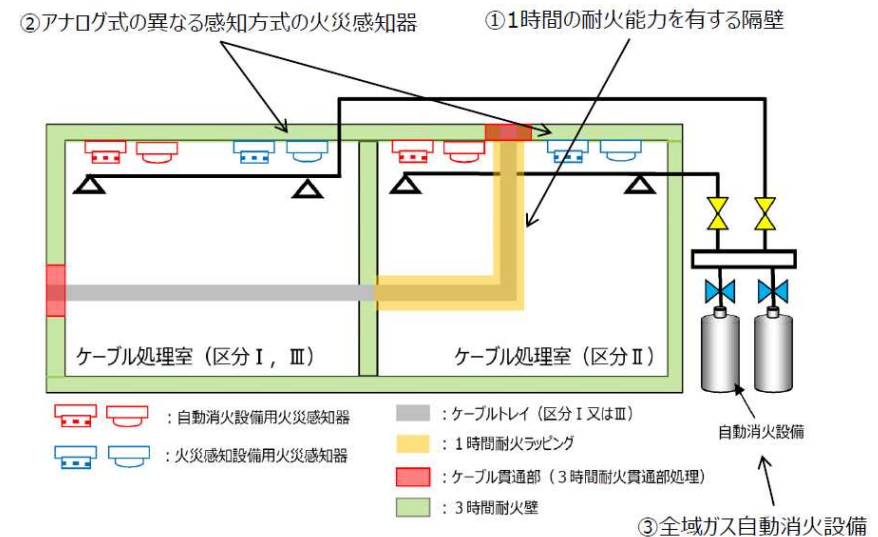 ②アナログ式の異なる感知方式の火災感知器
①1時間の耐火能力を有する隔壁
ケーブル処理室（区分Ⅰ，Ⅲ）
ケーブル処理室（区分Ⅱ）
：自動消火設備用火災感知器
：火災感知設備用火災感知器
：ケーブルトレイ（区分Ⅰ又はⅢ）
：１時間耐火ラッピング
：ケーブル貫通部（３時間耐火貫通部処理）
：３時間耐火壁
自動消火設備
③全域ガス自動消火設備